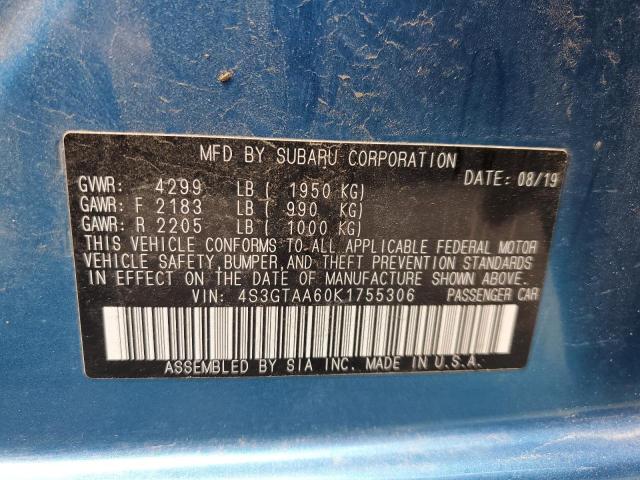 MFD BY SUBARU CORPORATION
DATE: 08/19
GVWR: 4299 LB ( 1950 KG)
GAWR: F 2183 LB ( 990 KG)
GAWR: R 2205 LB ( 1000 KG)
THIS VEHICLE CONFORMS TO ALL APPLICABLE FEDERAL MOTOR
VEHICLE SAFETY, BUMPER, AND THEFT PREVENTION STANDARDS
IN EFFECT ON THE DATE OF MANUFACTURE SHOWN ABOVE.
VIN: 4S3GTAA60K1755306 PASSENGER CAR
ASSEMBLED BY SIA INC. MADE IN U.S.A.